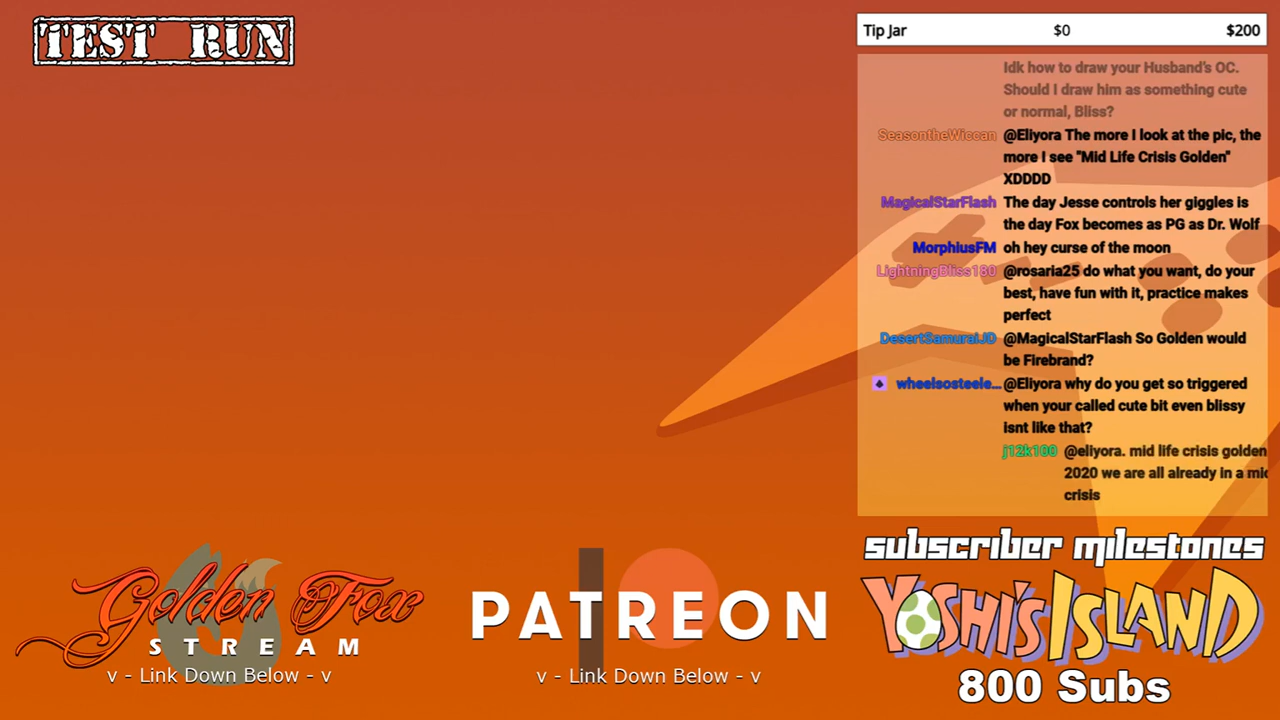 TEST RUN
Tip Jar $0 $200
Idk how to draw your Husband's OC.
Should I draw him as something cute
or normal, Bliss?
SeasontheWiccan @Eliyora The more I look at the pic, the
more I see "Mid Life Crisis Golden"
XDDDD
MagicalStarFlash The day Jesse controls her giggles is
the day Fox becomes as PG as Dr. Wolf
MorphiusFM oh hey curse of the moon
LightningBliss180 @rosaria25 do what you want, do your
best, have fun with it, practice makes
perfect
DesertSamuraiJD @MagicalStarFlash So Golden would
be Firebrand?
wheelsosteele... @Eliyora why do you get so triggered
when your called cute bit even blissy
isnt like that?
j12k100 @eliyora. mid life crisis golden
2020 we are all already in a mid
crisis
subscriber milestones
Golden Fox
STREAM
v - Link Down Below - v
PATREON
v - Link Down Below - v
YOSHI'S ISLAND
800 Subs